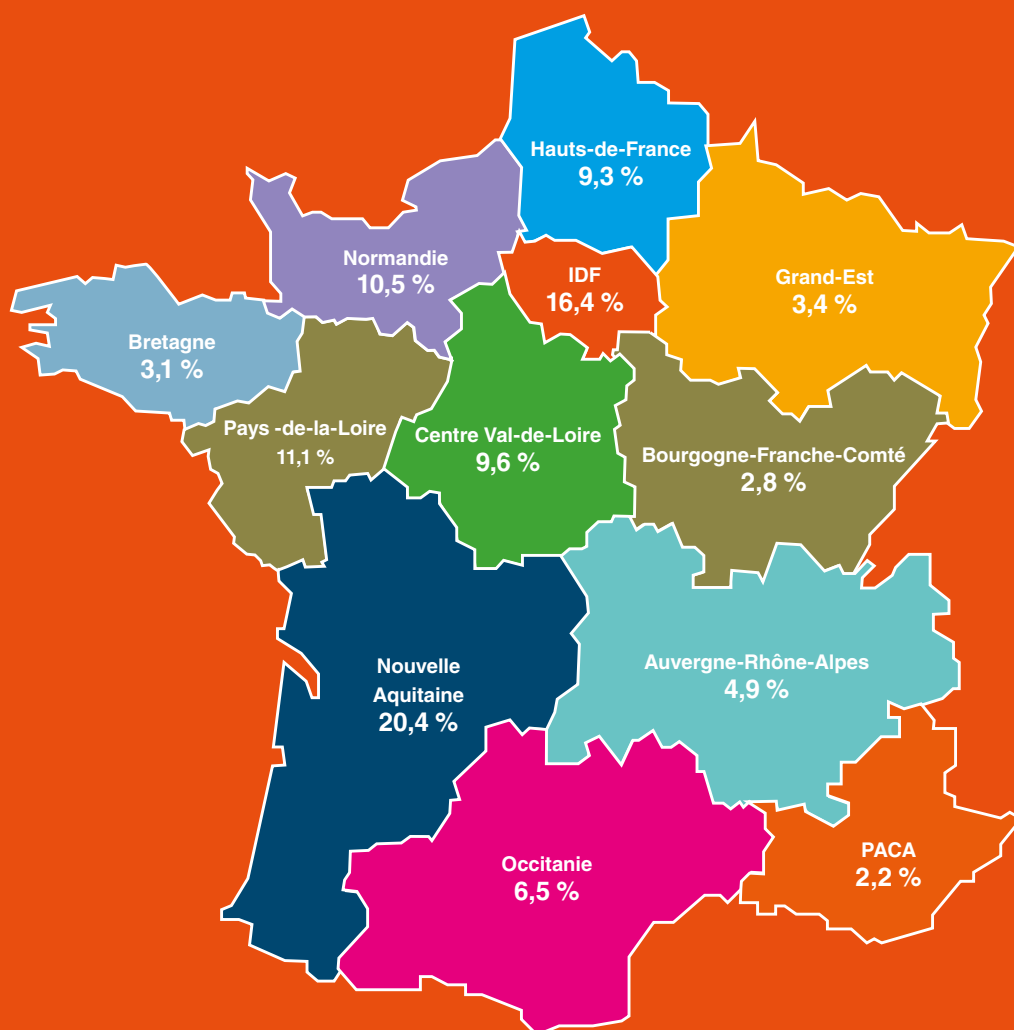 Hauts-de-France
9,3 %
Normandie
10,5 %
IDF
16,4 %
Grand-Est
3,4 %
Bretagne
3,1 %
Pays -de-la-Loire
11,1 %
Centre Val-de-Loire
9,6 %
Bourgogne-Franche-Comté
2,8 %
Nouvelle
Aquitaine
20,4 %
Auvergne-Rhône-Alpes
4,9 %
Occitanie
6,5 %
PACA
2,2 %